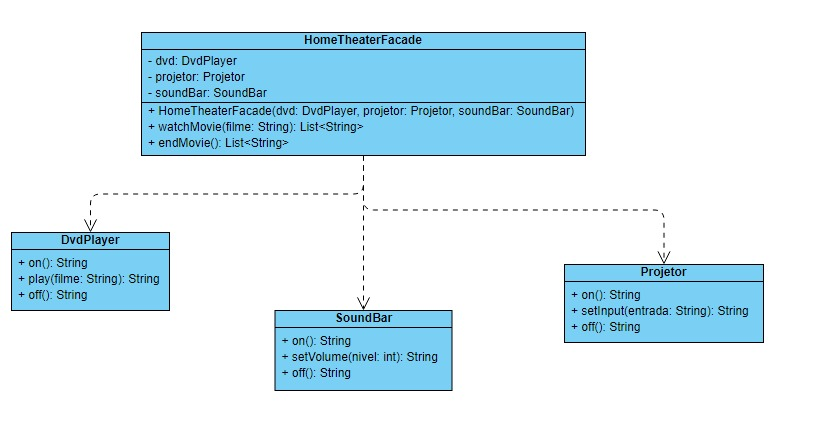 HomeTheaterFacade
- dvd: DvdPlayer
- projetor: Projetor
- soundBar: SoundBar
+ HomeTheaterFacade(dvd: DvdPlayer, projetor: Projetor, soundBar: SoundBar)
+ watchMovie(filme: String): List<String>
+ endMovie(): List<String>
DvdPlayer
+ on(): String
+ play(filme: String): String
+ off(): String
Projetor
+ on(): String
+ setInput(entrada: String): String
+ off(): String
SoundBar
+ on(): String
+ setVolume(nivel: int): String
+ off(): String